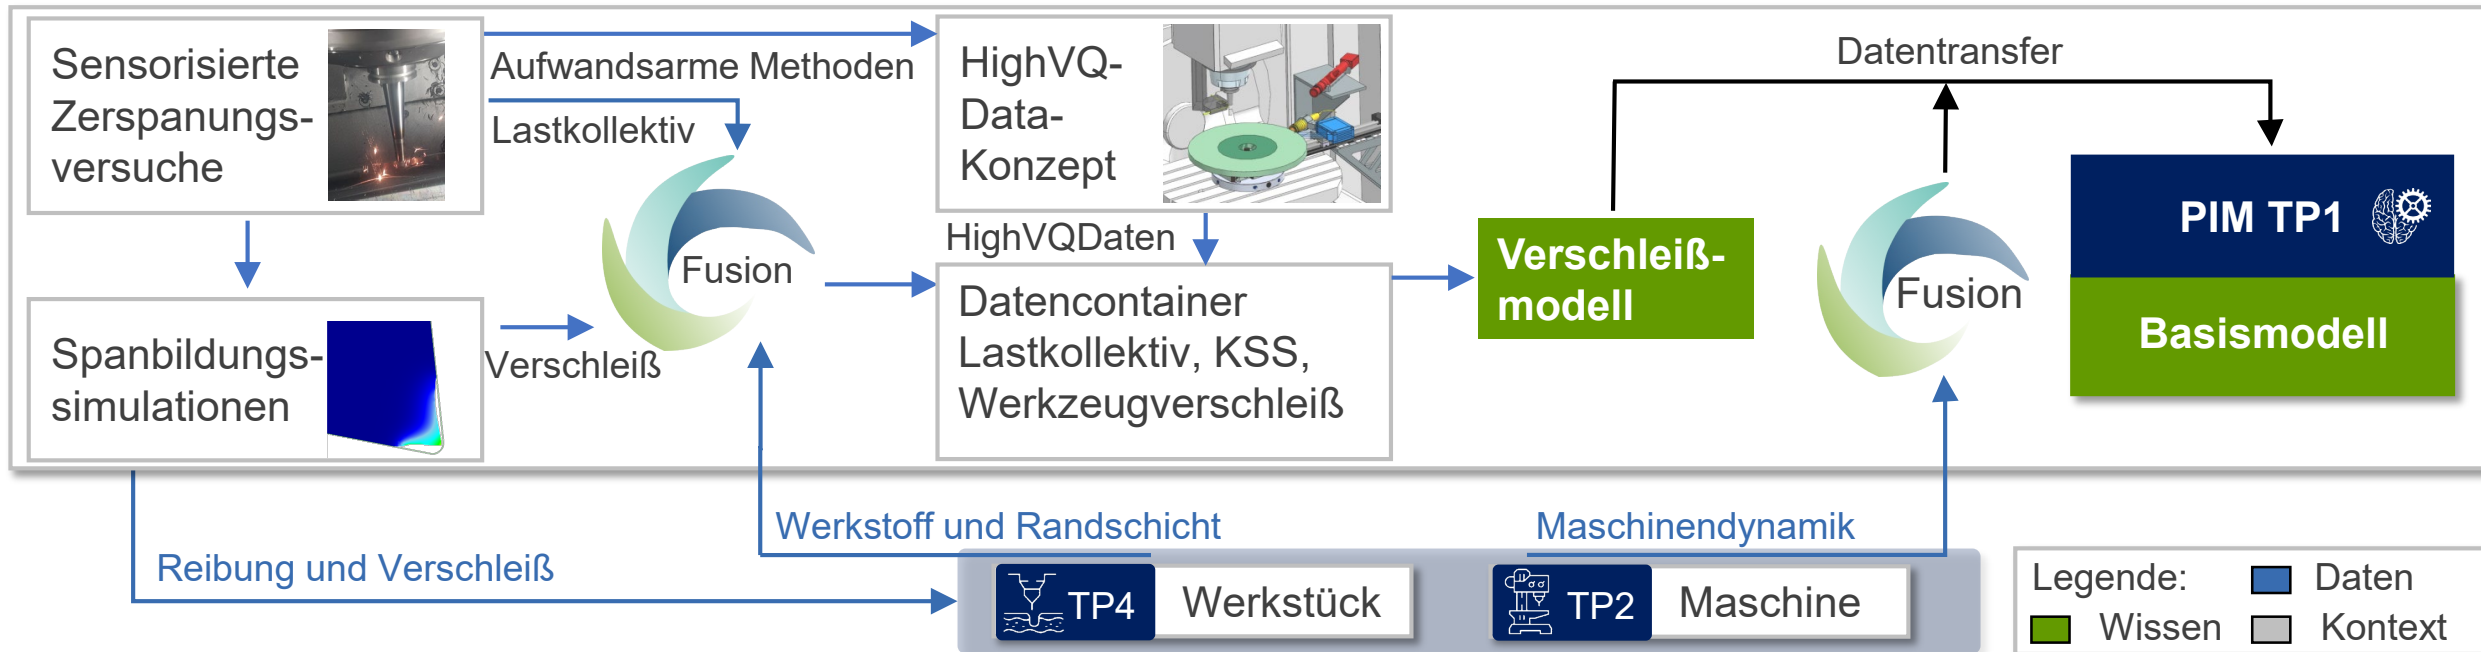 Sensorisierte
Zerspanungs-
versuche
Aufwandsarme Methoden
Lastkollektiv
HighVQ-
Data-
Konzept
Datentransfer
HighVQDaten
Fusion
Spanbildungs-
simulationen
Verschleiß
Datencontainer
Lastkollektiv, KSS,
Werkzeugverschleiß
Verschleiß-
modell
Fusion
PIM TP1
Basismodell
Reibung und Verschleiß
Werkstoff und Randschicht
Maschinendynamik
TP4 Werkstück
TP2 Maschine
Legende: Daten
Wissen Kontext